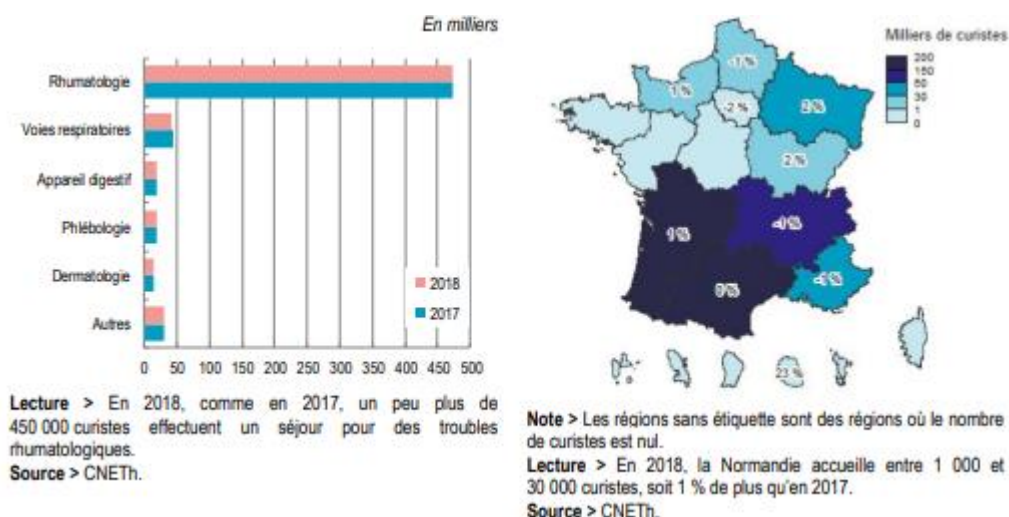 En milliers
Rhumatologie
Voies respiratoires
Appareil digestif
Phlébologie
Dermatologie
Autres
2018
2017
0 50 100 150 200 250 300 350 400 450 500
Lecture > En 2018, comme en 2017, un peu plus de
450 000 curistes effectuent un séjour pour des troubles
rhumatologiques.
Source > CNETh.
Milliers de curistes
200
150
50
30
1
0
-1 %
1 %
-2 %
2 %
2 %
1 %
-1 %
0 %
-1 %
23 %
Note > Les régions sans étiquette sont des régions où le nombre
de curistes est nul.
Lecture > En 2018, la Normandie accueille entre 1 000 et
30 000 curistes, soit 1 % de plus qu'en 2017.
Source > CNETh.